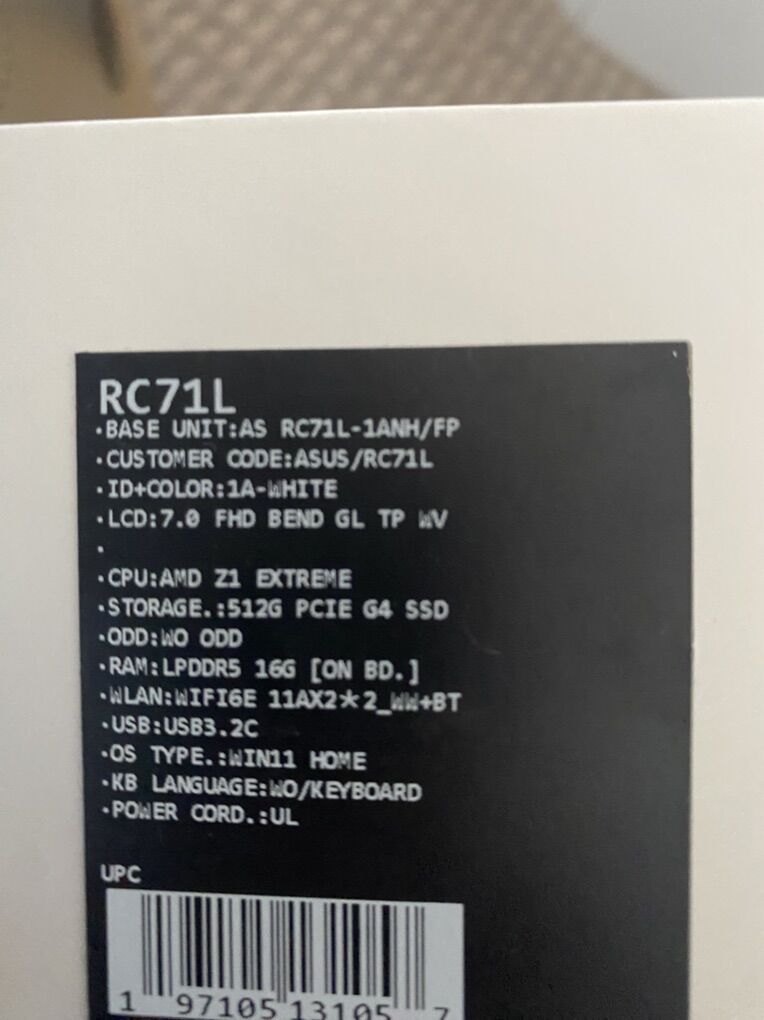 RC71L
·BASE UNIT:AS RC71L-1ANH/FP
·CUSTOMER CODE:ASUS/RC71L
·ID+COLOR:1A-WHITE
·LCD:7.0 FHD BEND GL TP WV
·
·CPU:AMD Z1 EXTREME
·STORAGE.:512G PCIE G4 SSD
·ODD:WO ODD
·RAM:LPDDR5 16G [ON BD.]
·WLAN:WIFI6E 11AX2*2_WW+BT
·USB:USB3.2C
·OS TYPE.:WIN11 HOME
·KB LANGUAGE:WO/KEYBOARD
·POWER CORD.:UL
UPC
1 97105 13105 7